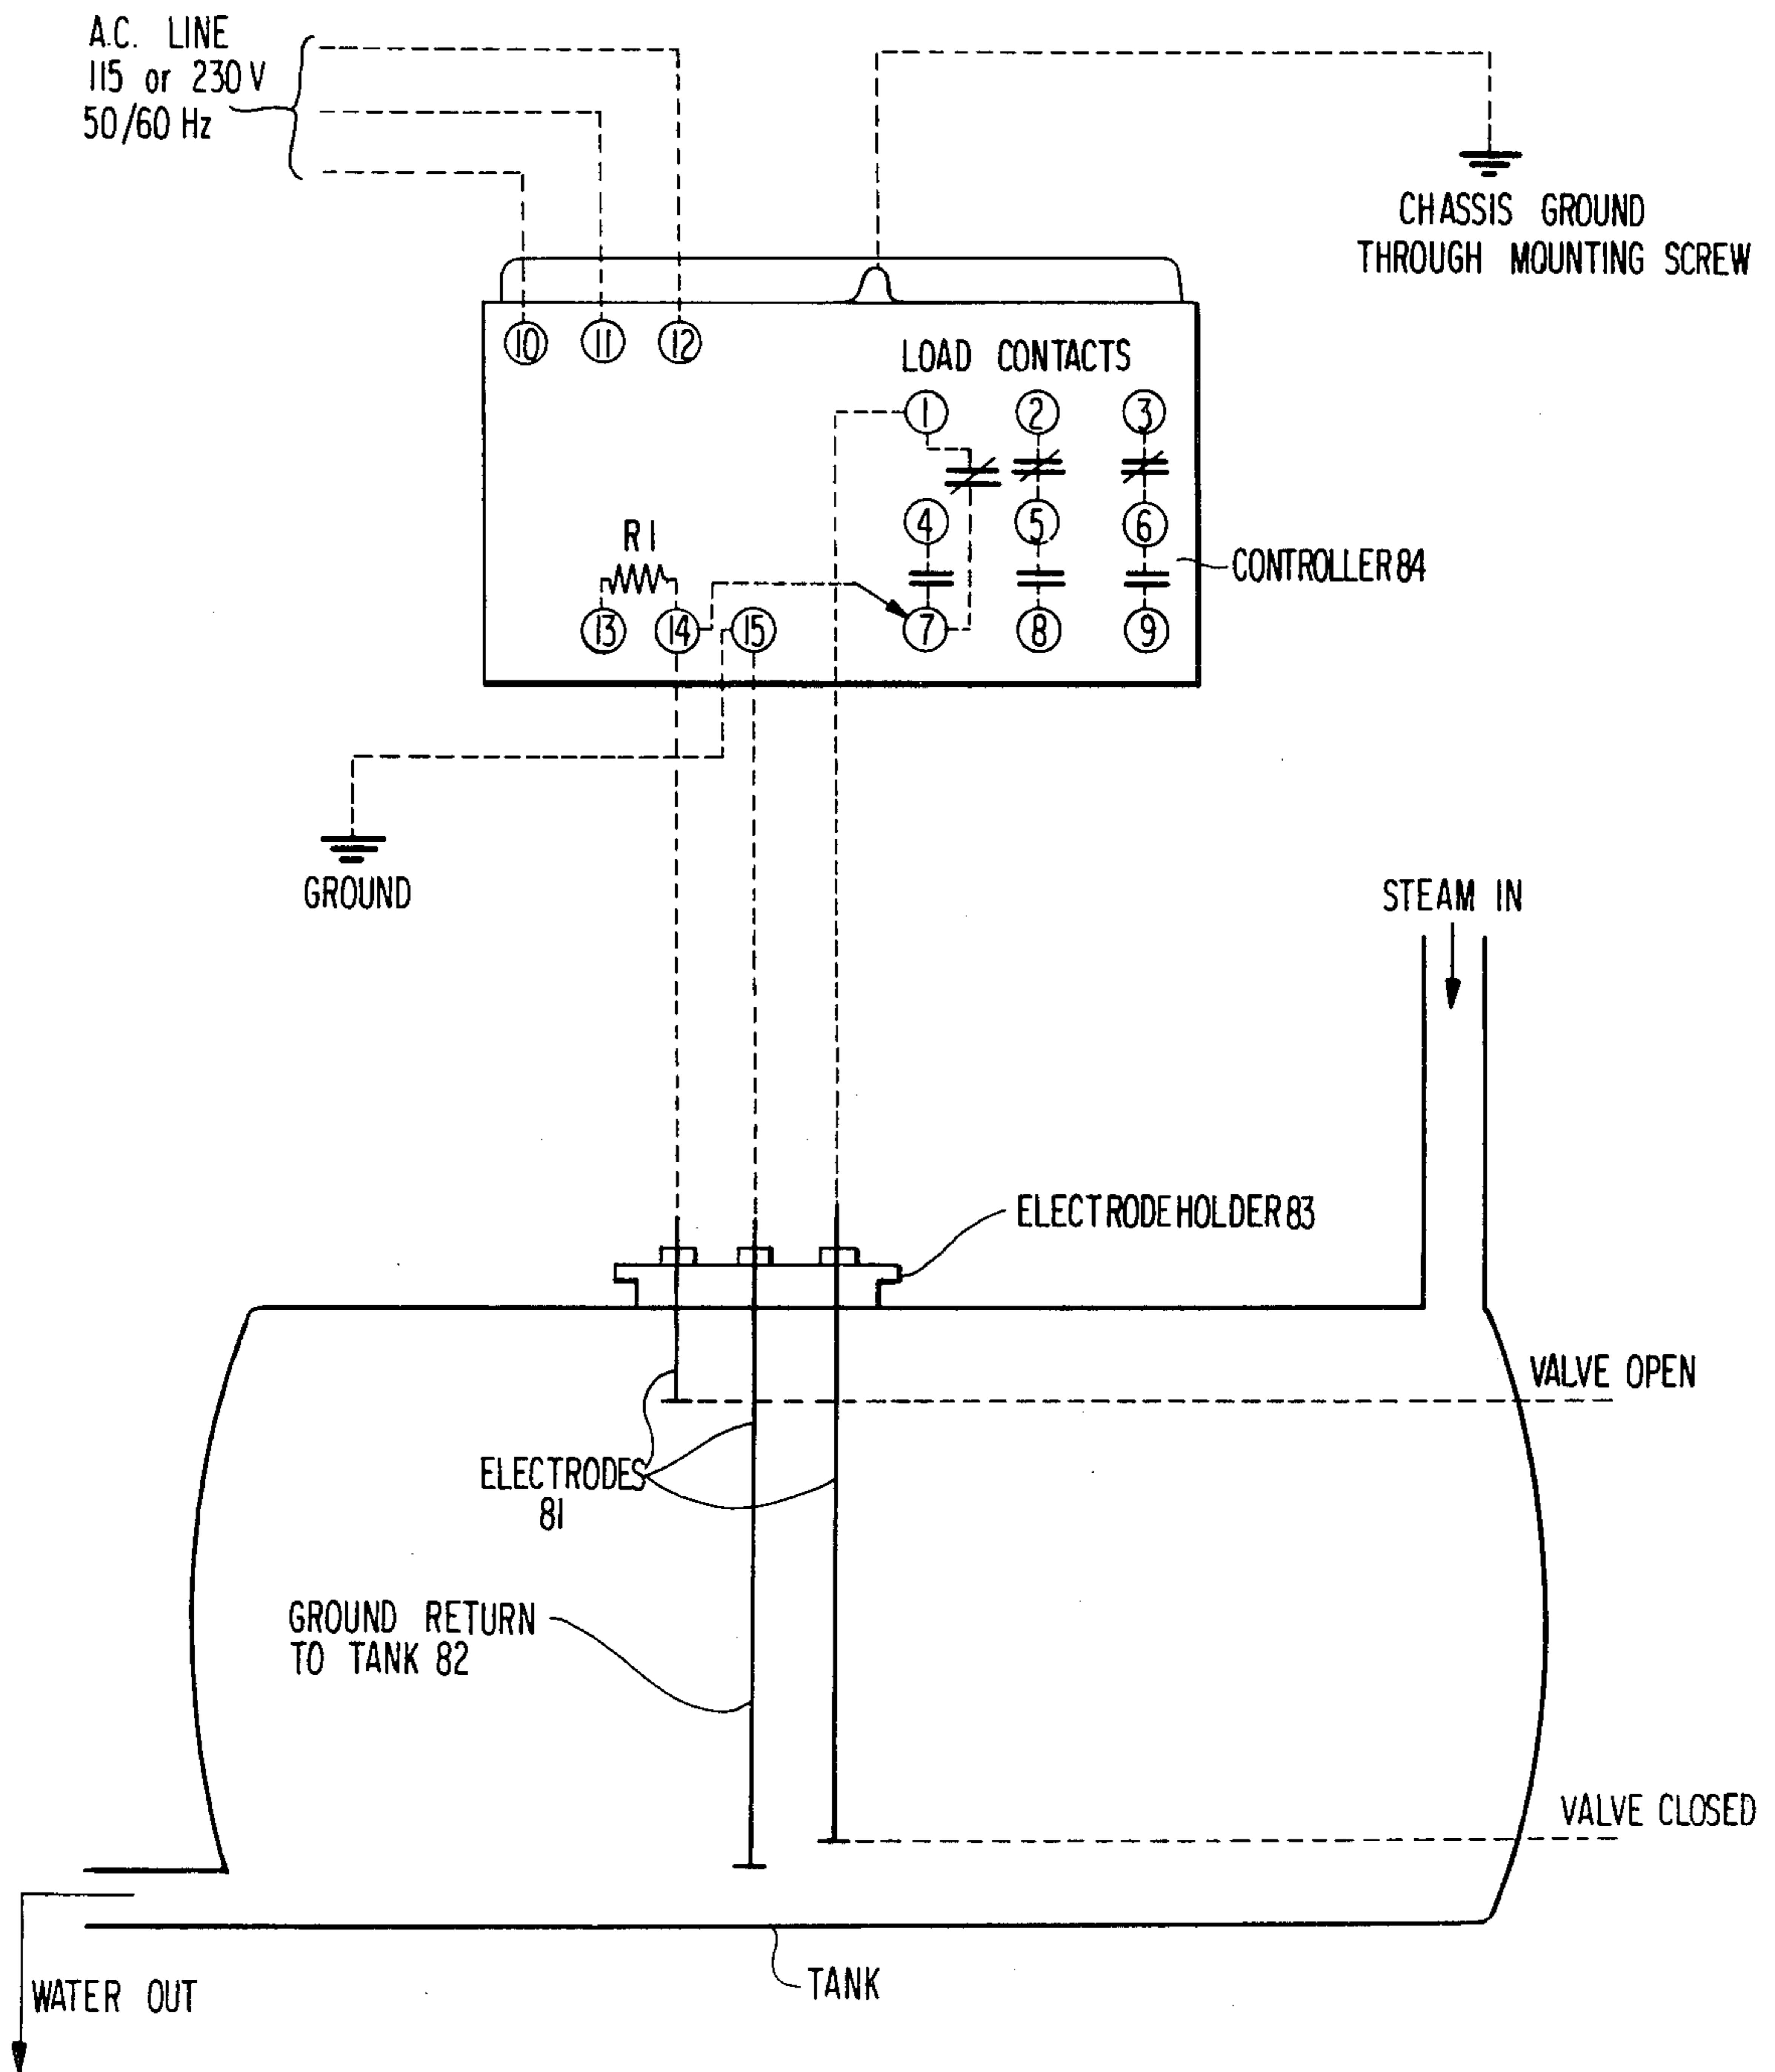 A.C. LINE
115 or 230 V
50/60 Hz
CHASSIS GROUND
THROUGH MOUNTING SCREW
10 11 12
LOAD CONTACTS
1 2 3
4 5 6
R1
CONTROLLER 84
13 14 15 7 8 9
GROUND
STEAM IN
ELECTRODE HOLDER 83
VALVE OPEN
ELECTRODES
81
GROUND RETURN
TO TANK 82
VALVE CLOSED
TANK
WATER OUT